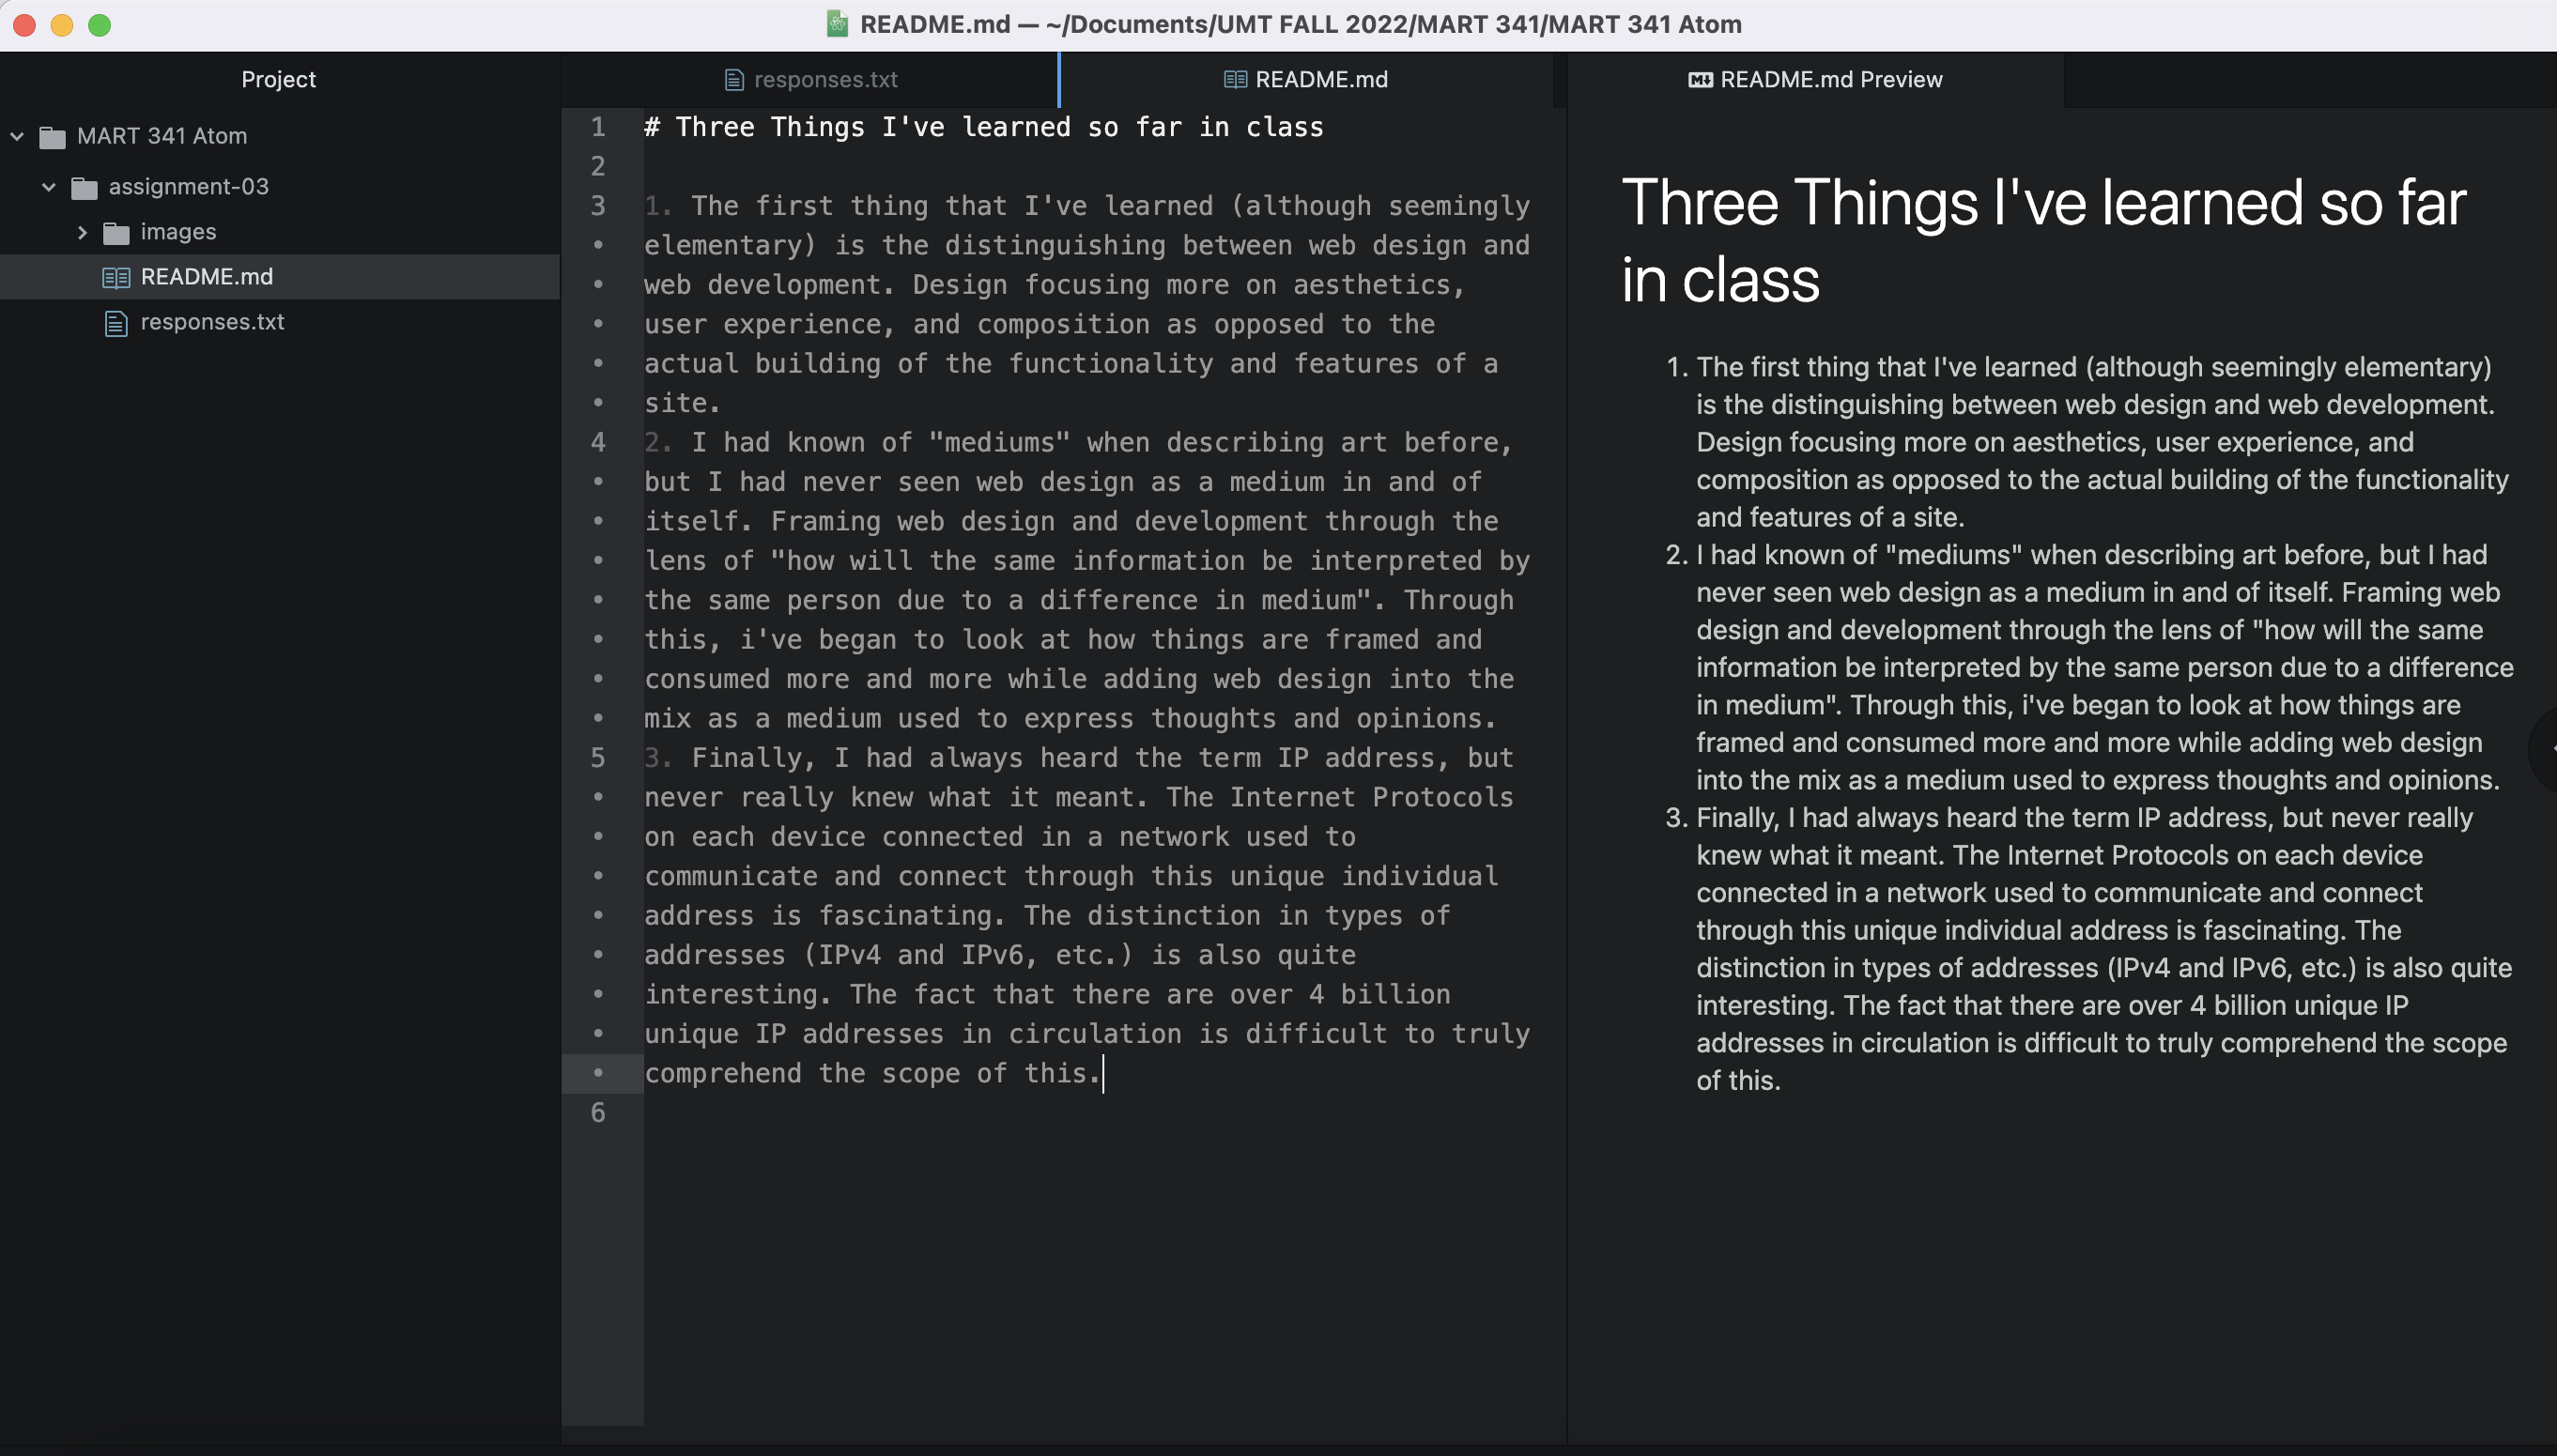 README.md — ~/Documents/UMT FALL 2022/MART 341/MART 341 Atom
Project
MART 341 Atom
assignment-03
images
README.md
responses.txt
responses.txt
README.md
1 # Three Things I've learned so far in class
2
3 1. The first thing that I've learned (although seemingly
• elementary) is the distinguishing between web design and
• web development. Design focusing more on aesthetics,
• user experience, and composition as opposed to the
• actual building of the functionality and features of a
• site.
4 2. I had known of "mediums" when describing art before,
• but I had never seen web design as a medium in and of
• itself. Framing web design and development through the
• lens of "how will the same information be interpreted by
• the same person due to a difference in medium". Through
• this, i've began to look at how things are framed and
• consumed more and more while adding web design into the
• mix as a medium used to express thoughts and opinions.
5 3. Finally, I had always heard the term IP address, but
• never really knew what it meant. The Internet Protocols
• on each device connected in a network used to
• communicate and connect through this unique individual
• address is fascinating. The distinction in types of
• addresses (IPv4 and IPv6, etc.) is also quite
• interesting. The fact that there are over 4 billion
• unique IP addresses in circulation is difficult to truly
• comprehend the scope of this.
6
README.md Preview
Three Things I've learned so far
in class
1. The first thing that I've learned (although seemingly elementary)
is the distinguishing between web design and web development.
Design focusing more on aesthetics, user experience, and
composition as opposed to the actual building of the functionality
and features of a site.
2. I had known of "mediums" when describing art before, but I had
never seen web design as a medium in and of itself. Framing web
design and development through the lens of "how will the same
information be interpreted by the same person due to a difference
in medium". Through this, i've began to look at how things are
framed and consumed more and more while adding web design
into the mix as a medium used to express thoughts and opinions.
3. Finally, I had always heard the term IP address, but never really
knew what it meant. The Internet Protocols on each device
connected in a network used to communicate and connect
through this unique individual address is fascinating. The
distinction in types of addresses (IPv4 and IPv6, etc.) is also quite
interesting. The fact that there are over 4 billion unique IP
addresses in circulation is difficult to truly comprehend the scope
of this.